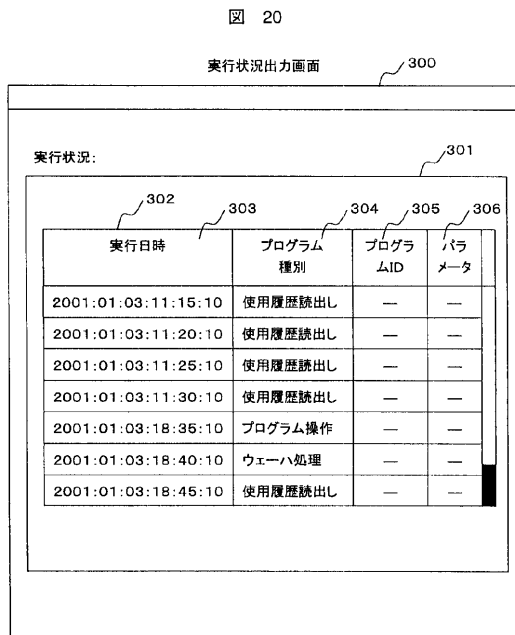 図 20
実行状況出力画面
300
実行状況:
301
302
303
304
305
306
実行日時 プログラム種別 プログラムID パラメータ
2001:01:03:11:15:10 使用履歴読出し — —
2001:01:03:11:20:10 使用履歴読出し — —
2001:01:03:11:25:10 使用履歴読出し — —
2001:01:03:11:30:10 使用履歴読出し — —
2001:01:03:18:35:10 プログラム操作 — —
2001:01:03:18:40:10 ウェーハ処理 — —
2001:01:03:18:45:10 使用履歴読出し — —